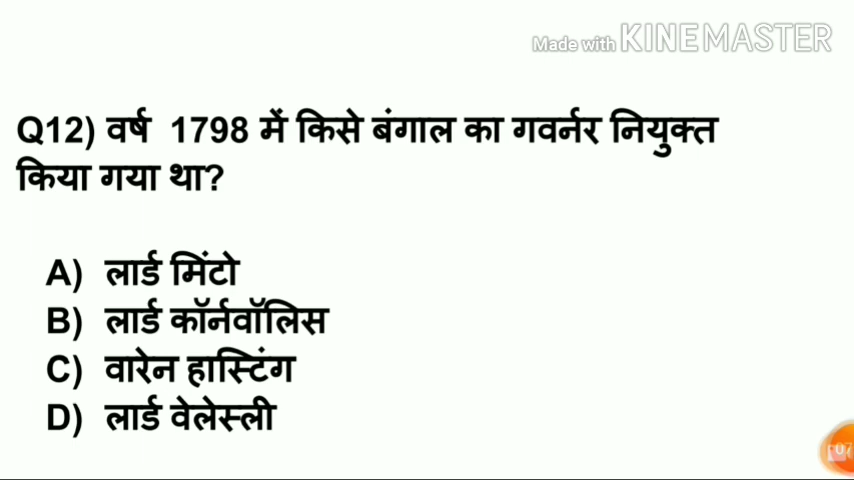 Made with KINEMASTER
Q12) वर्ष 1798 में किसे बंगाल का गवर्नर नियुक्त
किया गया था?
A) लार्ड मिंटो
B) लार्ड कॉर्नवॉलिस
C) वारेन हास्टिंग
D) लार्ड वेलेस्ली